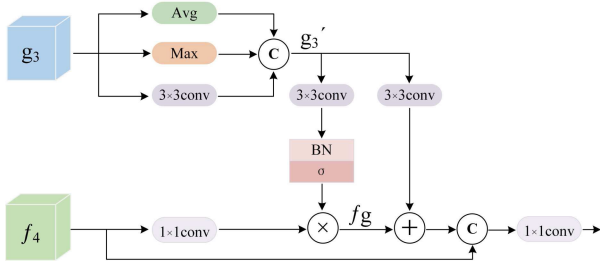 Avg
g₃
Max
C
g₃′
3×3conv
3×3conv
3×3conv
BN
σ
f₄
1×1conv
×
fg
+
C
1×1conv